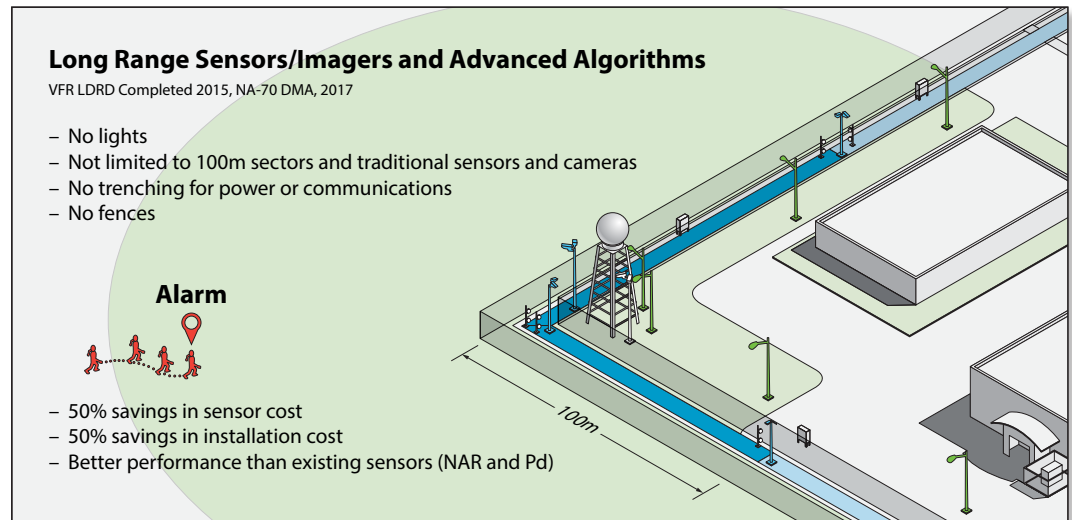 Long Range Sensors/Imagers and Advanced Algorithms
VFR LDRD Completed 2015, NA-70 DMA, 2017
– No lights
– Not limited to 100m sectors and traditional sensors and cameras
– No trenching for power or communications
– No fences
Alarm
– 50% savings in sensor cost
– 50% savings in installation cost
– Better performance than existing sensors (NAR and Pd)
100m